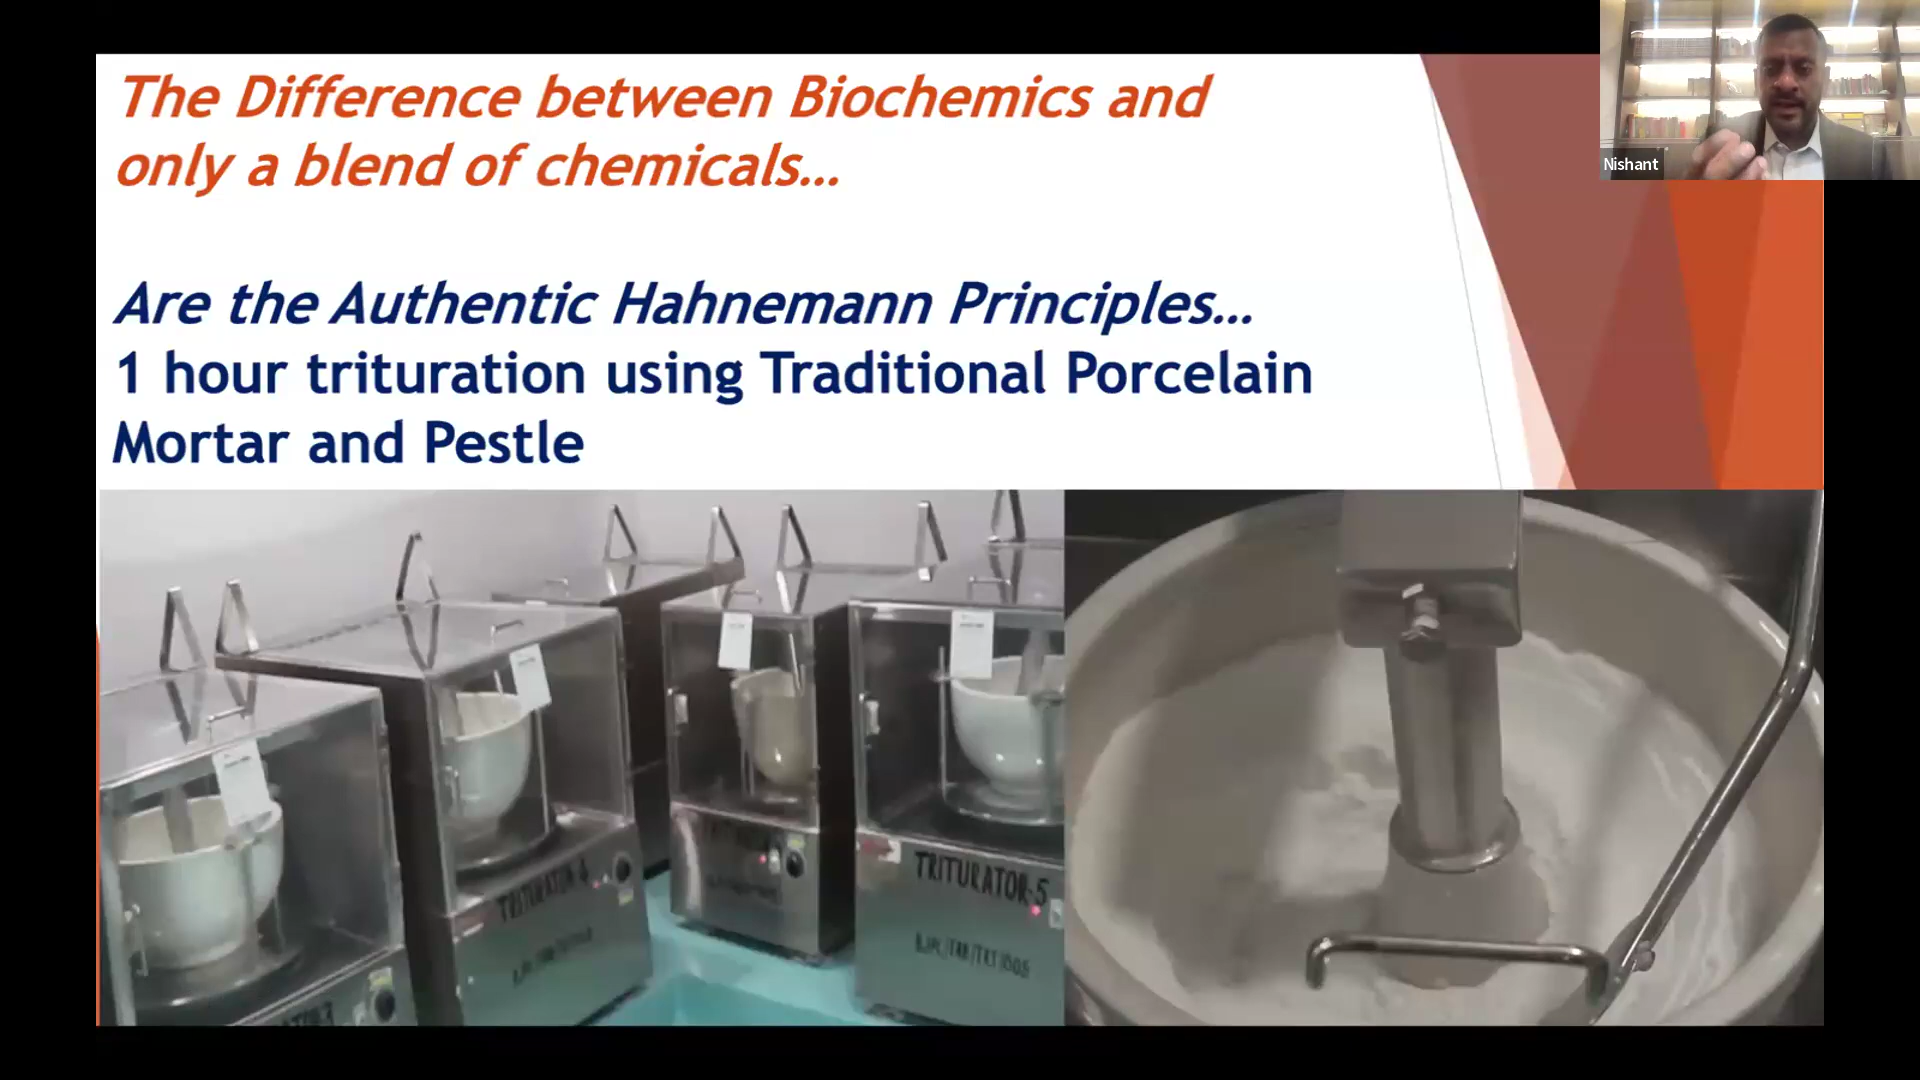 The Difference between Biochemics and
only a blend of chemicals...
Nishant
Are the Authentic Hahnemann Principles...
1 hour trituration using Traditional Porcelain
Mortar and Pestle
TRITURATOR-5